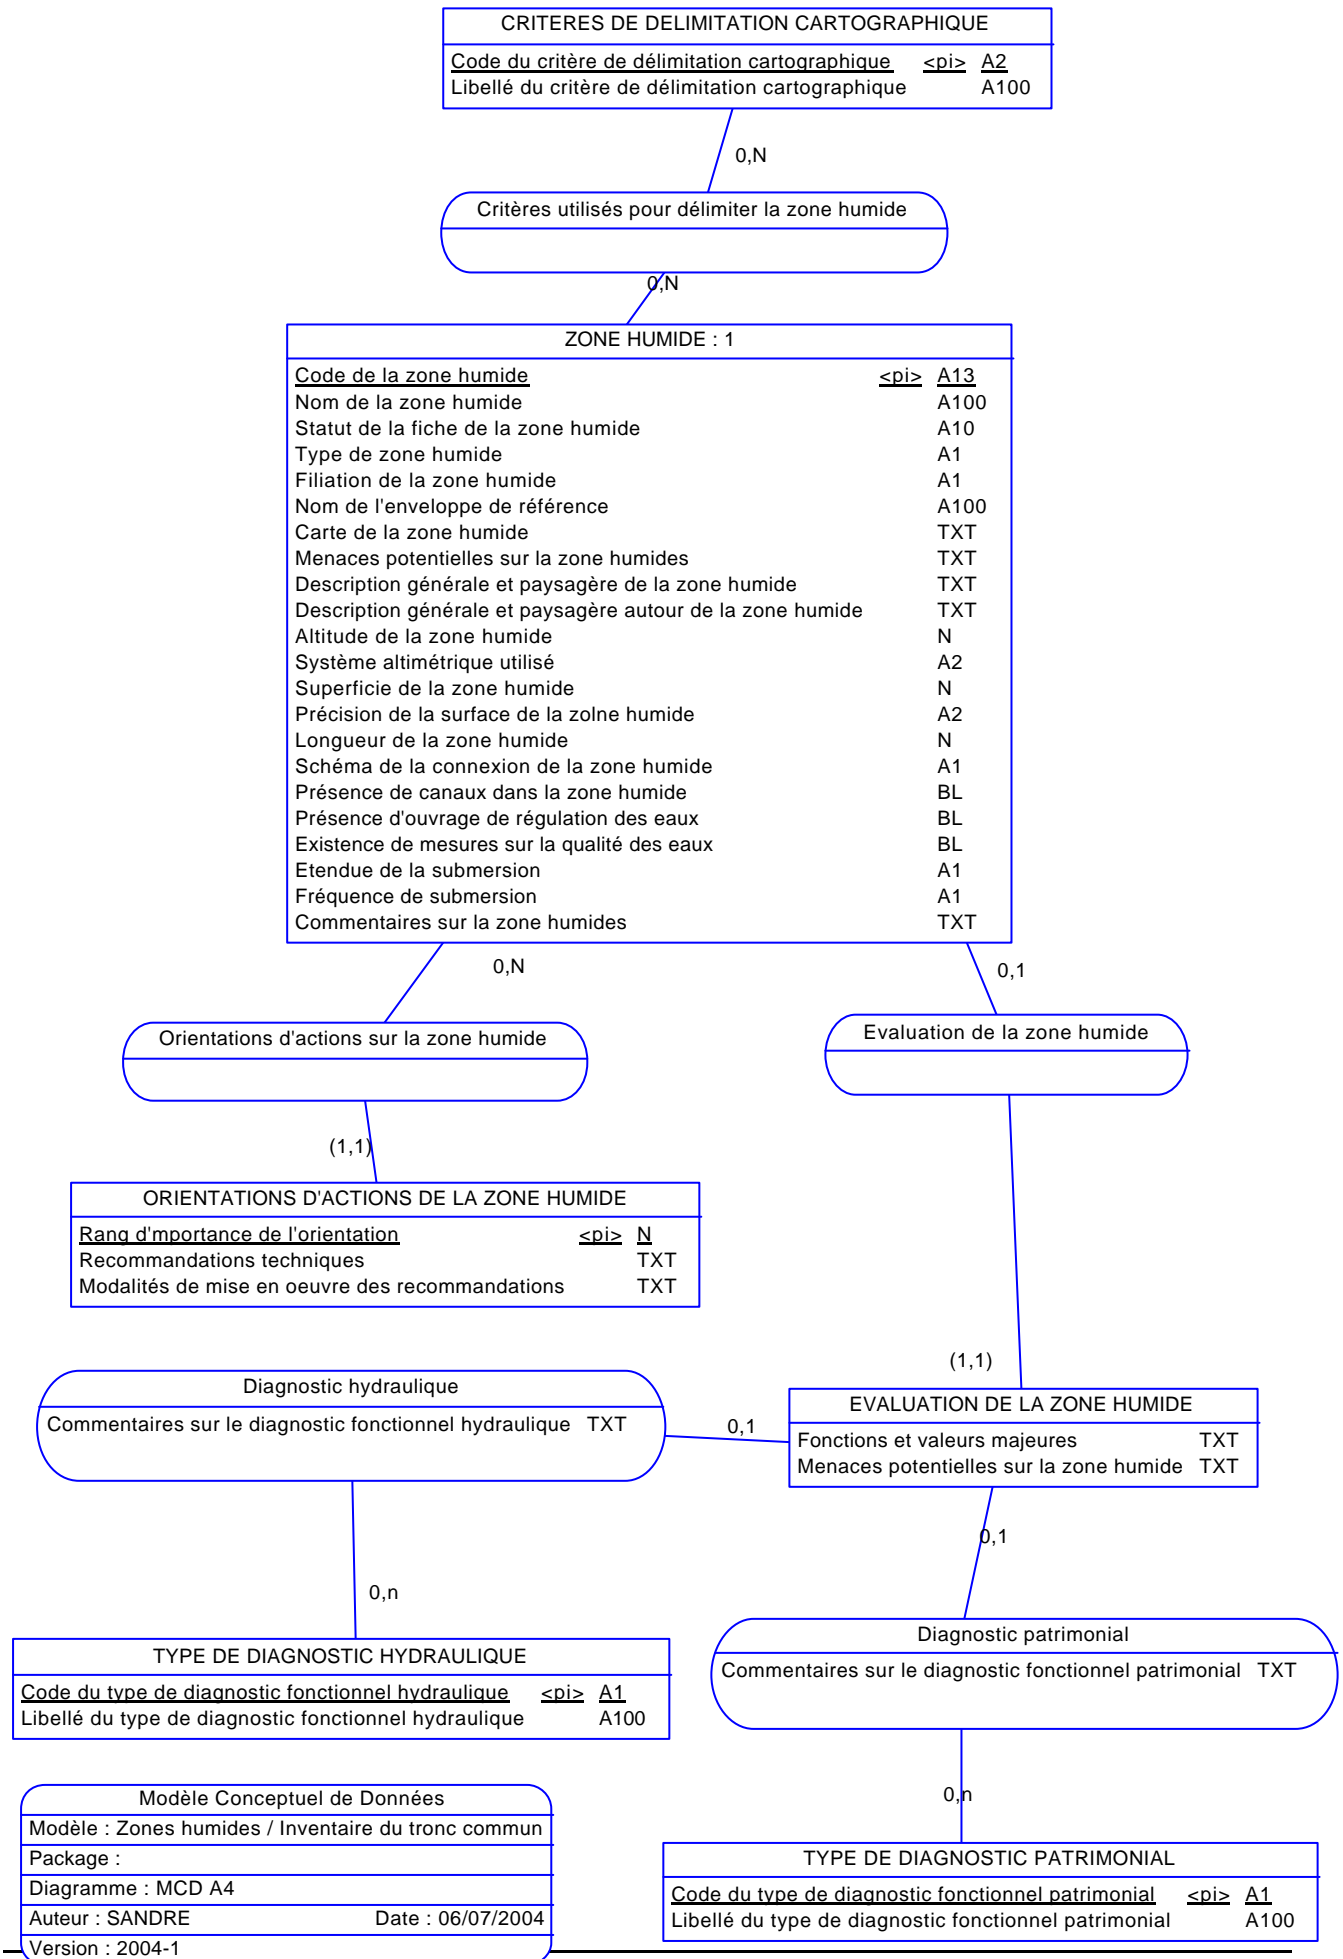 CRITERES DE DELIMITATION CARTOGRAPHIQUE
Code du critère de délimitation cartographique <pi> A2
Libellé du critère de délimitation cartographique A100
0,N
Critères utilisés pour délimiter la zone humide
0,N
ZONE HUMIDE : 1
Code de la zone humide <pi> A13
Nom de la zone humide A100
Statut de la fiche de la zone humide A10
Type de zone humide A1
Filiation de la zone humide A1
Nom de l'enveloppe de référence A100
Carte de la zone humide TXT
Menaces potentielles sur la zone humides TXT
Description générale et paysagère de la zone humide TXT
Description générale et paysagère autour de la zone humide TXT
Altitude de la zone humide N
Système altimétrique utilisé A2
Superficie de la zone humide N
Précision de la surface de la zolne humide A2
Longueur de la zone humide N
Schéma de la connexion de la zone humide A1
Présence de canaux dans la zone humide BL
Présence d'ouvrage de régulation des eaux BL
Existence de mesures sur la qualité des eaux BL
Etendue de la submersion A1
Fréquence de submersion A1
Commentaires sur la zone humides TXT
0,N
0,1
Orientations d'actions sur la zone humide
Evaluation de la zone humide
(1,1)
ORIENTATIONS D'ACTIONS DE LA ZONE HUMIDE
Rang d'mportance de l'orientation <pi> N
Recommandations techniques TXT
Modalités de mise en oeuvre des recommandations TXT
(1,1)
Diagnostic hydraulique
Commentaires sur le diagnostic fonctionnel hydraulique TXT
0,1
EVALUATION DE LA ZONE HUMIDE
Fonctions et valeurs majeures TXT
Menaces potentielles sur la zone humide TXT
0,1
0,n
Diagnostic patrimonial
Commentaires sur le diagnostic fonctionnel patrimonial TXT
TYPE DE DIAGNOSTIC HYDRAULIQUE
Code du type de diagnostic fonctionnel hydraulique <pi> A1
Libellé du type de diagnostic fonctionnel hydraulique A100
0,n
Modèle Conceptuel de Données
Modèle : Zones humides / Inventaire du tronc commun
Package :
Diagramme : MCD A4
Auteur : SANDRE Date : 06/07/2004
Version : 2004-1
TYPE DE DIAGNOSTIC PATRIMONIAL
Code du type de diagnostic fonctionnel patrimonial <pi> A1
Libellé du type de diagnostic fonctionnel patrimonial A100